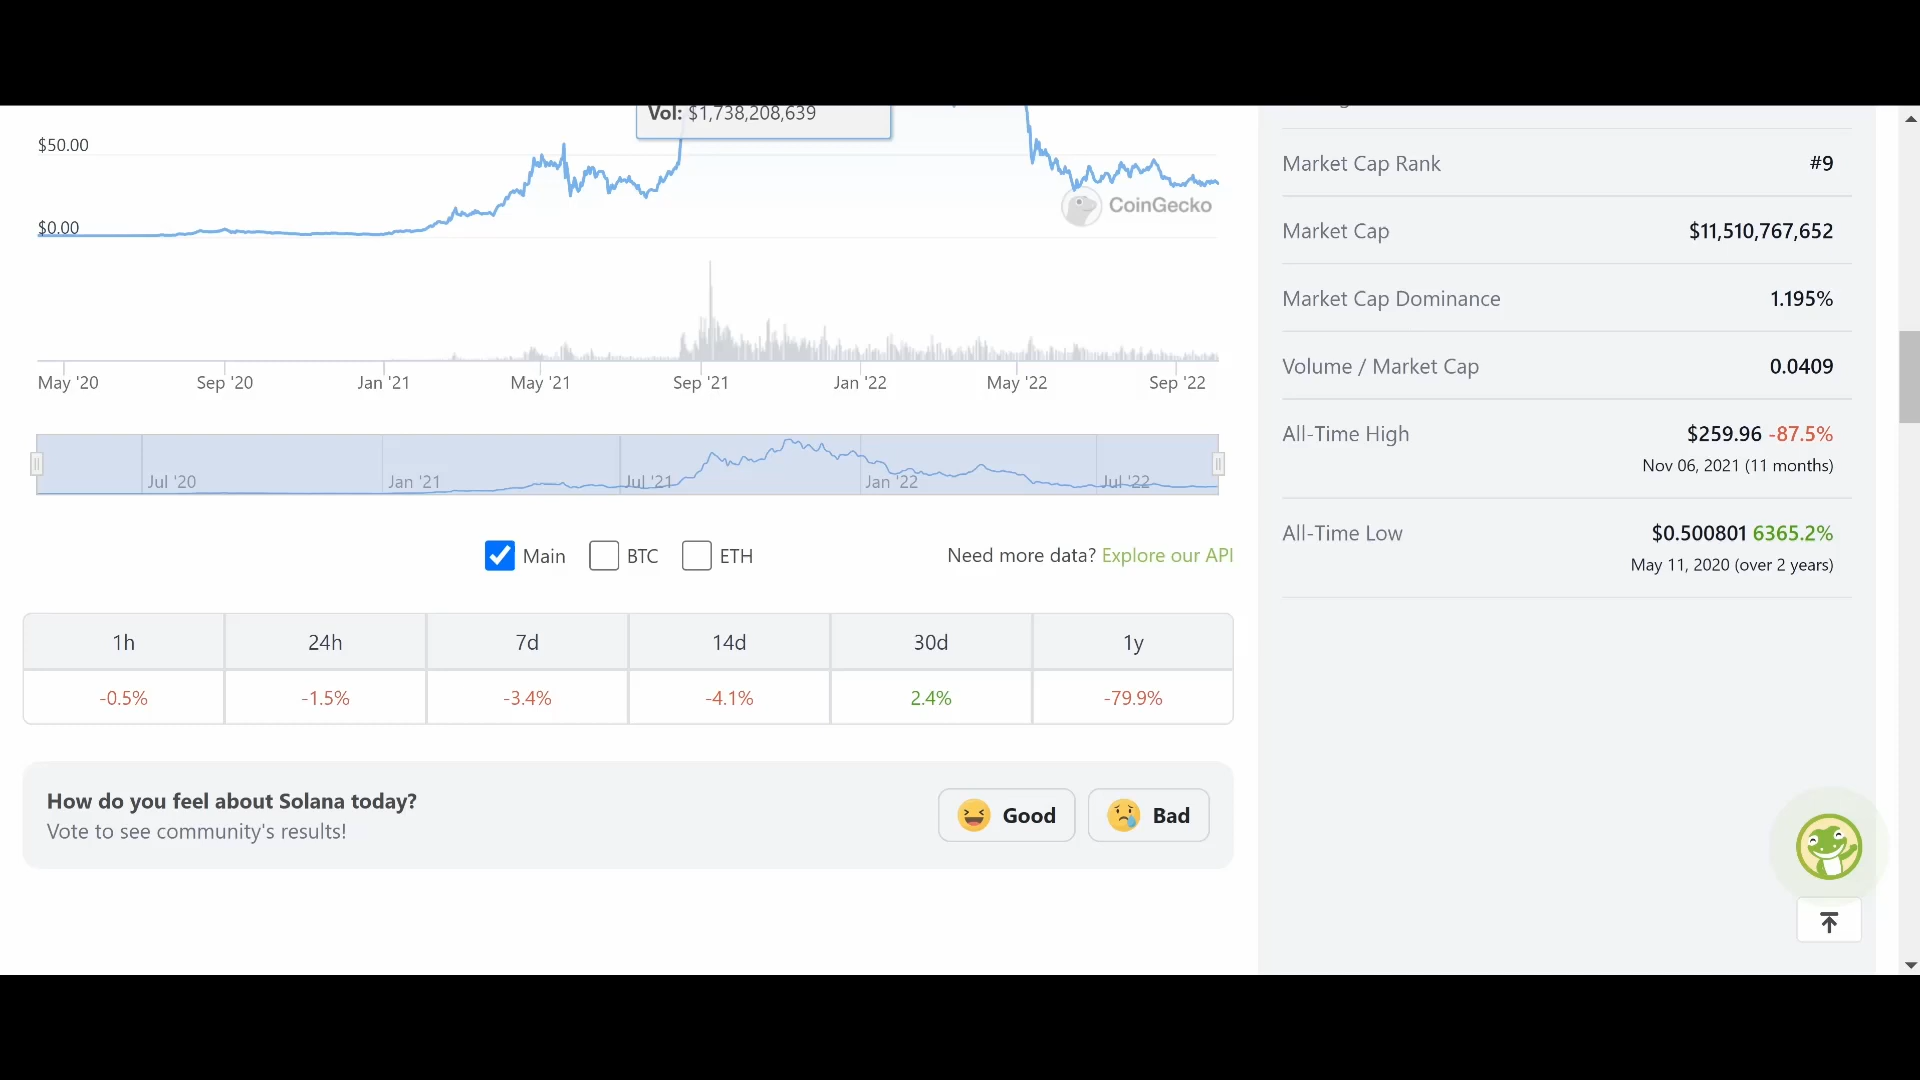 Vol: $1,738,208,639
$50.00
$0.00
CoinGecko
May '20 Sep '20 Jan '21 May '21 Sep '21 Jan '22 May '22 Sep '22
Jul '20 Jan '21 Jul '21 Jan '22 Jul '22
Main BTC ETH Need more data? Explore our API
1h 24h 7d 14d 30d 1y
-0.5% -1.5% -3.4% -4.1% 2.4% -79.9%
How do you feel about Solana today?
Vote to see community's results!
Good Bad
Market Cap Rank #9
Market Cap $11,510,767,652
Market Cap Dominance 1.195%
Volume / Market Cap 0.0409
All-Time High $259.96 -87.5%
Nov 06, 2021 (11 months)
All-Time Low $0.500801 6365.2%
May 11, 2020 (over 2 years)